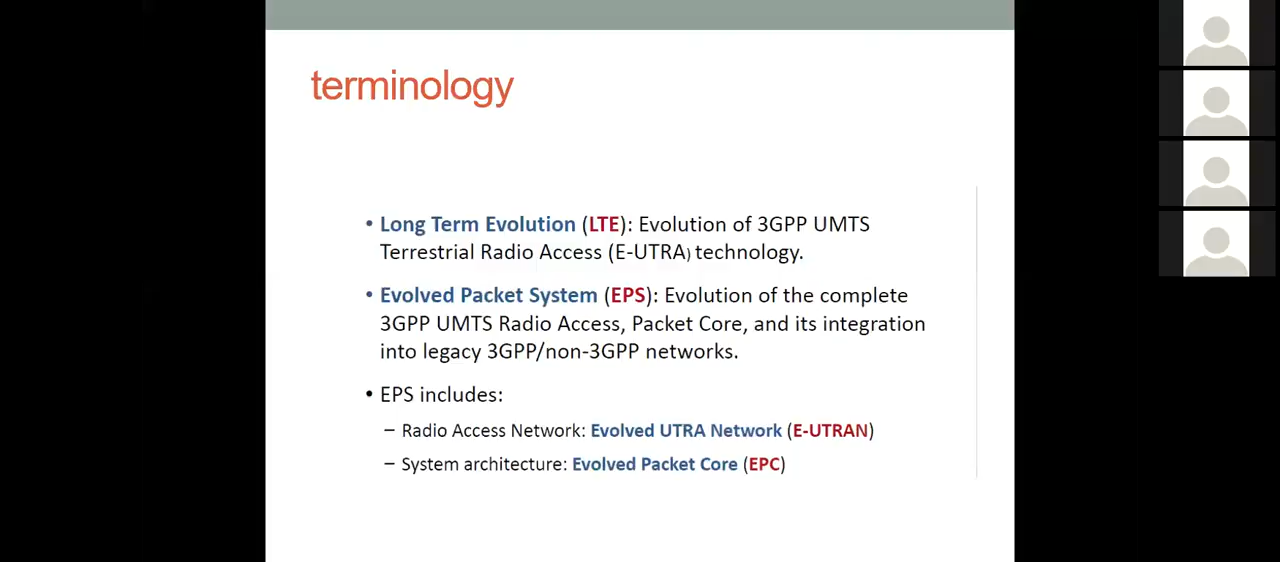 terminology
• Long Term Evolution (LTE): Evolution of 3GPP UMTS
Terrestrial Radio Access (E-UTRA) technology.
• Evolved Packet System (EPS): Evolution of the complete
3GPP UMTS Radio Access, Packet Core, and its integration
into legacy 3GPP/non-3GPP networks.
• EPS includes:
– Radio Access Network: Evolved UTRA Network (E-UTRAN)
– System architecture: Evolved Packet Core (EPC)